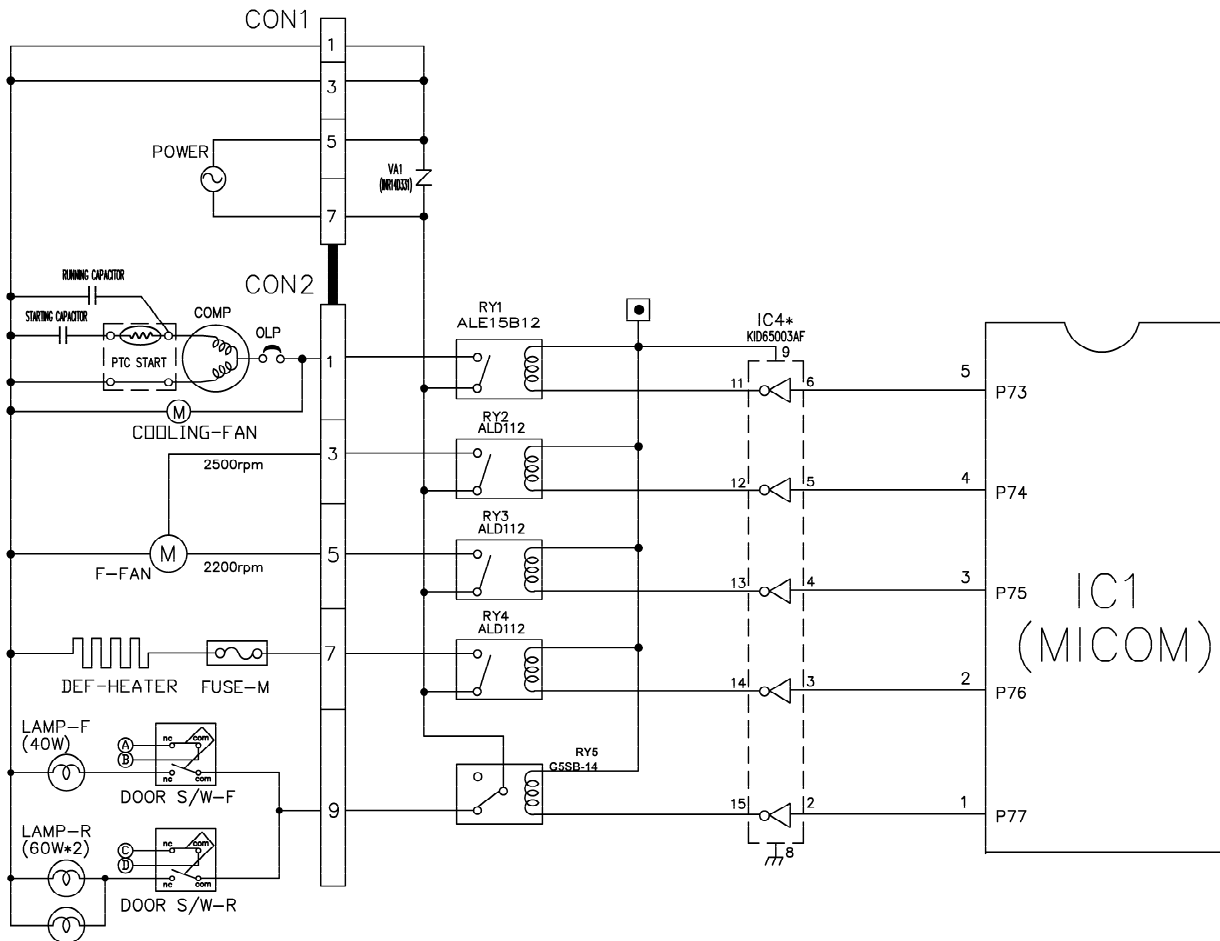 CON1
1
3
5
7
POWER
VA1
(INR14D331)
CON2
RUNNING CAPACITOR
STARTING CAPACITOR
COMP
OLP
PTC START
M
COOLING-FAN
1
2500rpm
3
M
F-FAN
2200rpm
5
DEF-HEATER
FUSE-M
7
LAMP-F
(40W)
A
B
nc
com
nc
com
DOOR S/W-F
9
LAMP-R
(60W*2)
C
D
nc
com
nc
com
DOOR S/W-R
RY1
ALE15B12
RY2
ALD112
RY3
ALD112
RY4
ALD112
RY5
G5SB-14
IC4*
KID65003AF
9
11
6
12
5
13
4
14
3
15
2
8
5
P73
4
P74
3
P75
2
P76
1
P77
IC1
(MICOM)